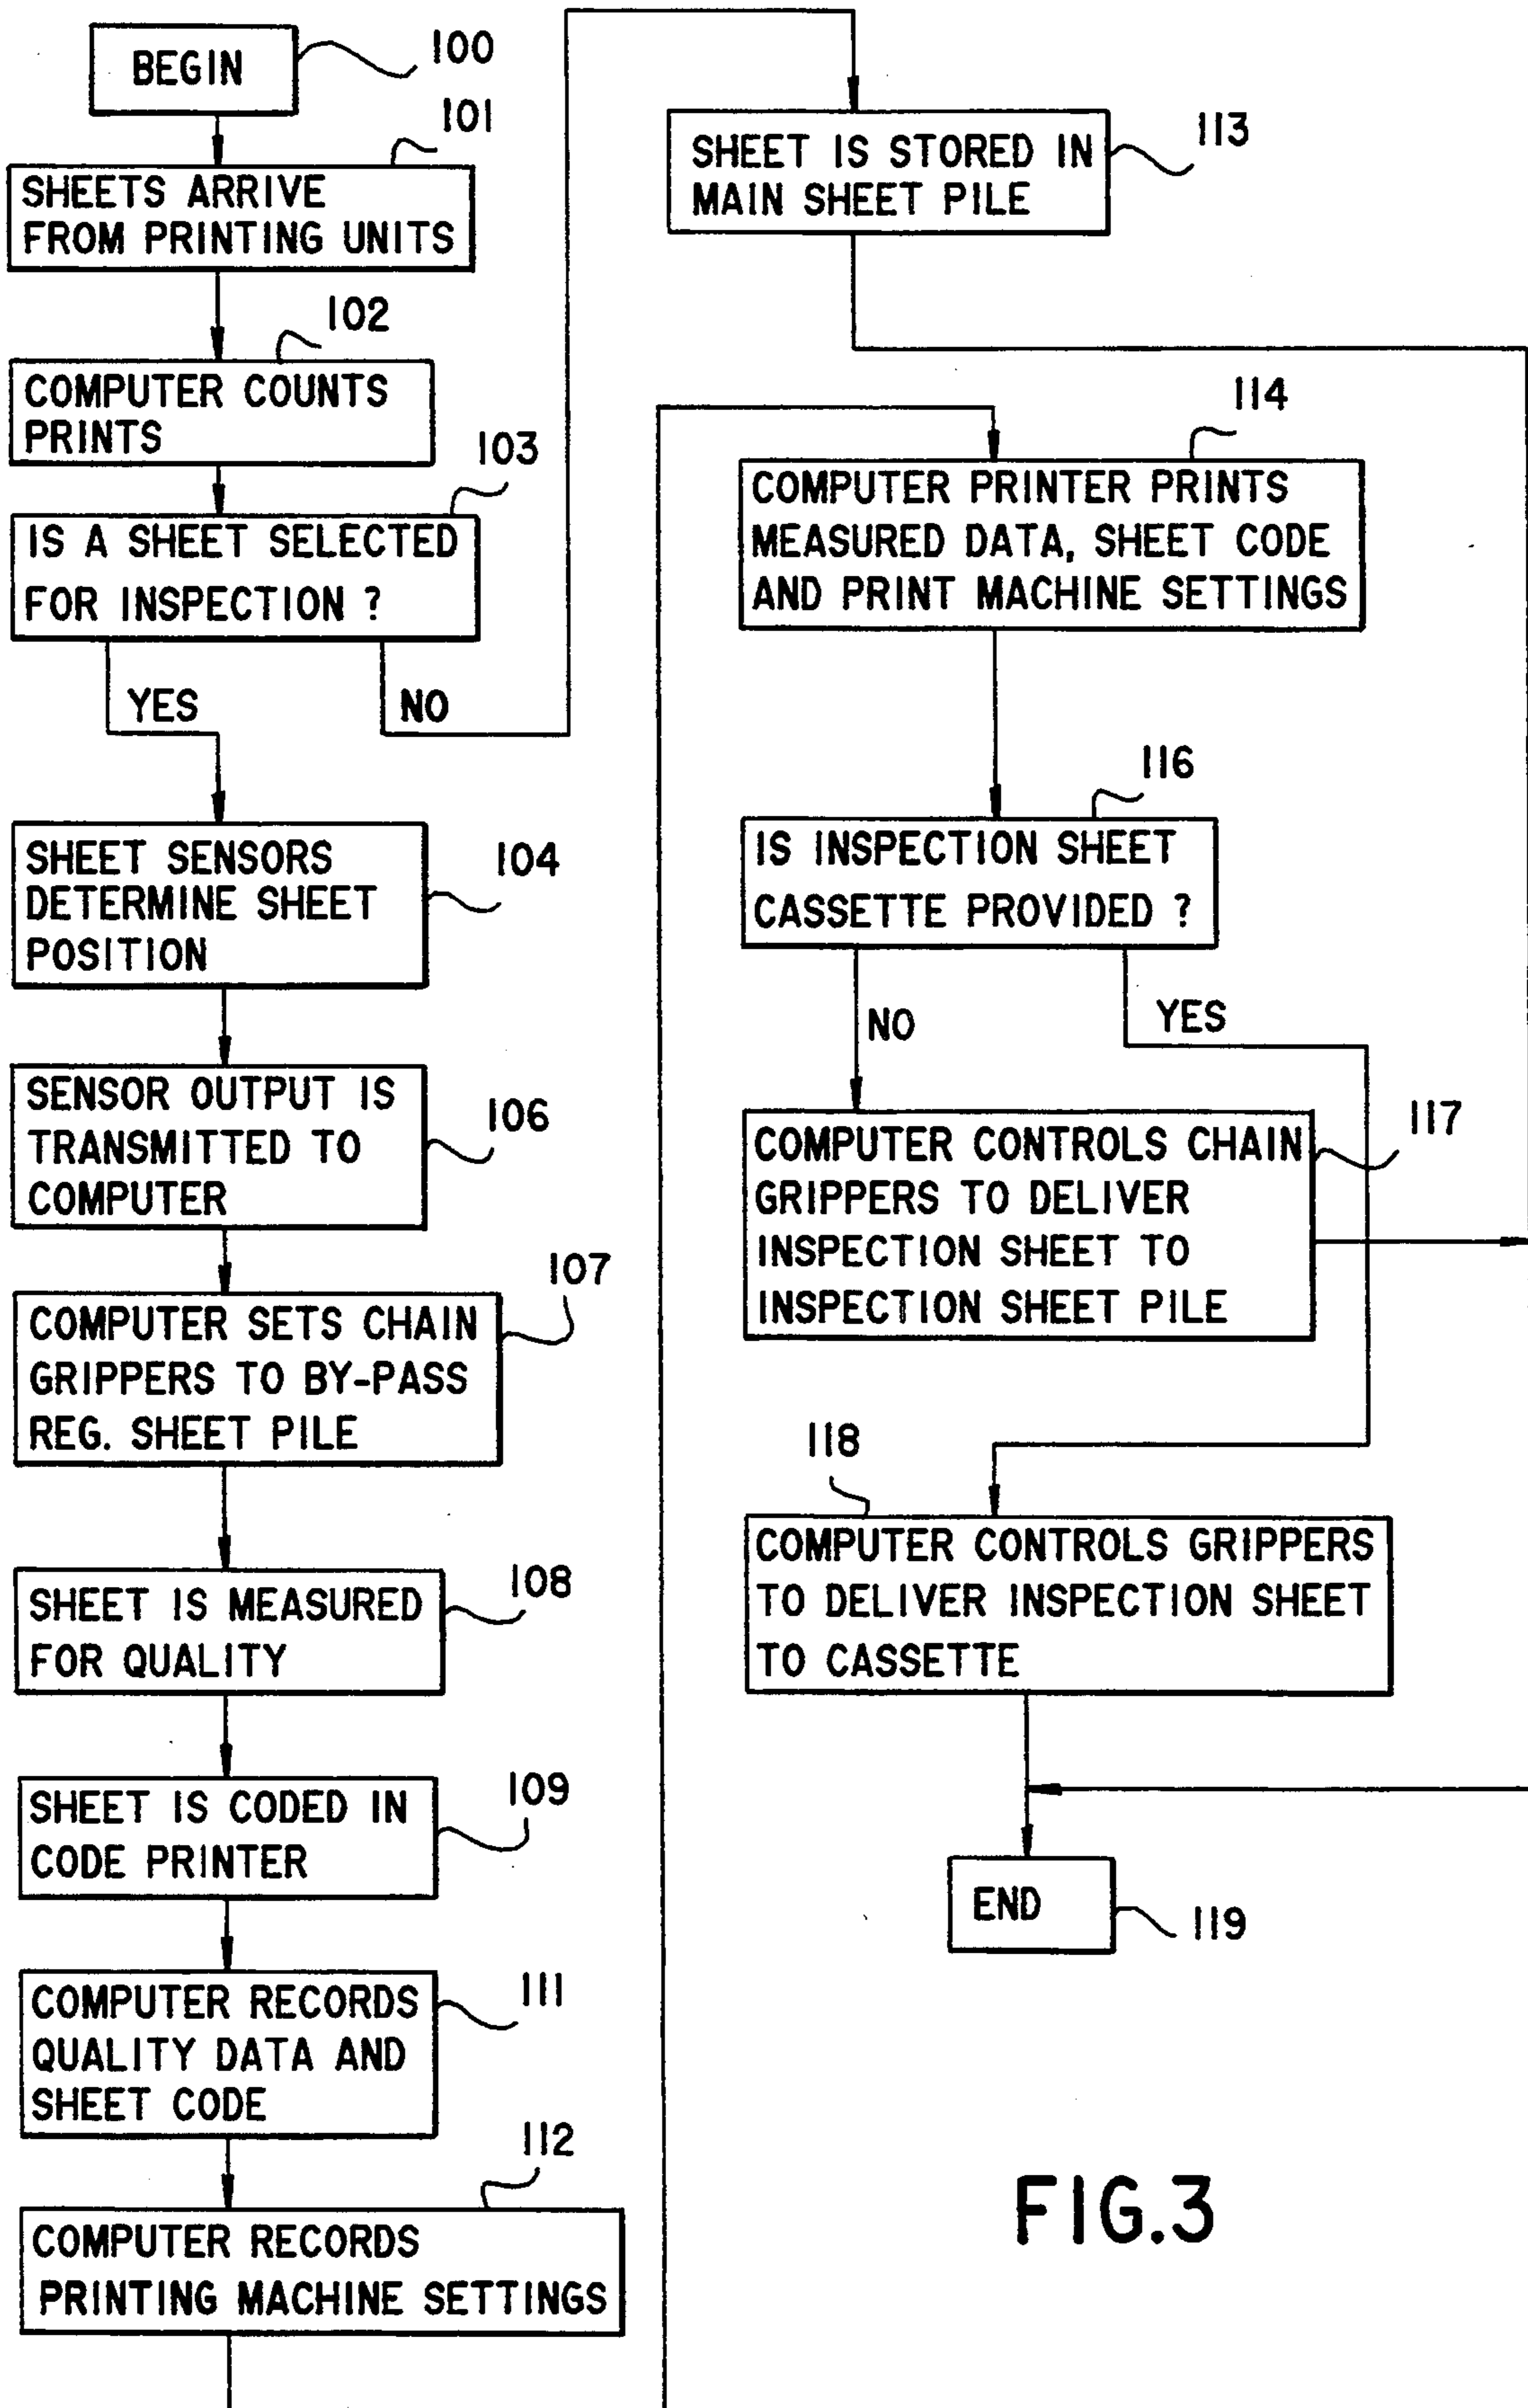 BEGIN
100
101
SHEETS ARRIVE
FROM PRINTING UNITS
102
COMPUTER COUNTS
PRINTS
103
IS A SHEET SELECTED
FOR INSPECTION ?
YES
NO
SHEET SENSORS
DETERMINE SHEET
POSITION
104
SENSOR OUTPUT IS
TRANSMITTED TO
COMPUTER
106
107
COMPUTER SETS CHAIN
GRIPPERS TO BY-PASS
REG. SHEET PILE
108
SHEET IS MEASURED
FOR QUALITY
109
SHEET IS CODED IN
CODE PRINTER
111
COMPUTER RECORDS
QUALITY DATA AND
SHEET CODE
112
COMPUTER RECORDS
PRINTING MACHINE SETTINGS
113
SHEET IS STORED IN
MAIN SHEET PILE
114
COMPUTER PRINTER PRINTS
MEASURED DATA, SHEET CODE
AND PRINT MACHINE SETTINGS
116
IS INSPECTION SHEET
CASSETTE PROVIDED ?
NO
YES
117
COMPUTER CONTROLS CHAIN
GRIPPERS TO DELIVER
INSPECTION SHEET TO
INSPECTION SHEET PILE
118
COMPUTER CONTROLS GRIPPERS
TO DELIVER INSPECTION SHEET
TO CASSETTE
END
119
FIG.3